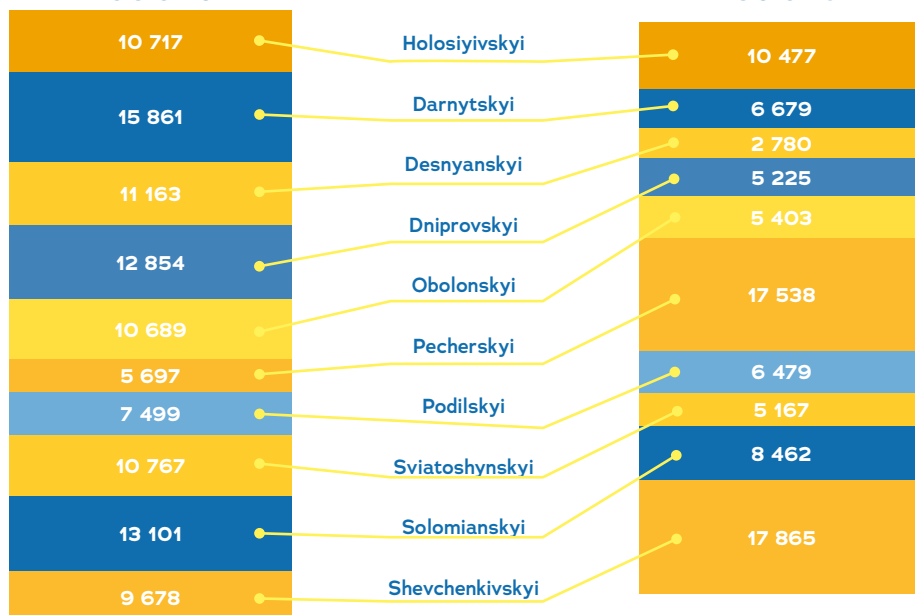 10 717
15 861
11 163
12 854
10 689
5 697
7 499
10 767
13 101
9 678
Holosiyivskyi
Darnytskyi
Desnyanskyi
Dniprovskyi
Obolonskyi
Pecherskyi
Podilskyi
Sviatoshynskyi
Solomianskyi
Shevchenkivskyi
10 477
6 679
2 780
5 225
5 403
17 538
6 479
5 167
8 462
17 865